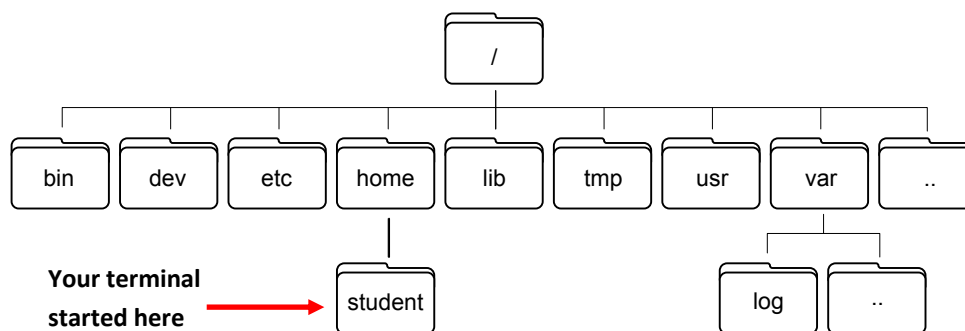 /
bin dev etc home lib tmp usr var ..
Your terminal
started here
student log ..